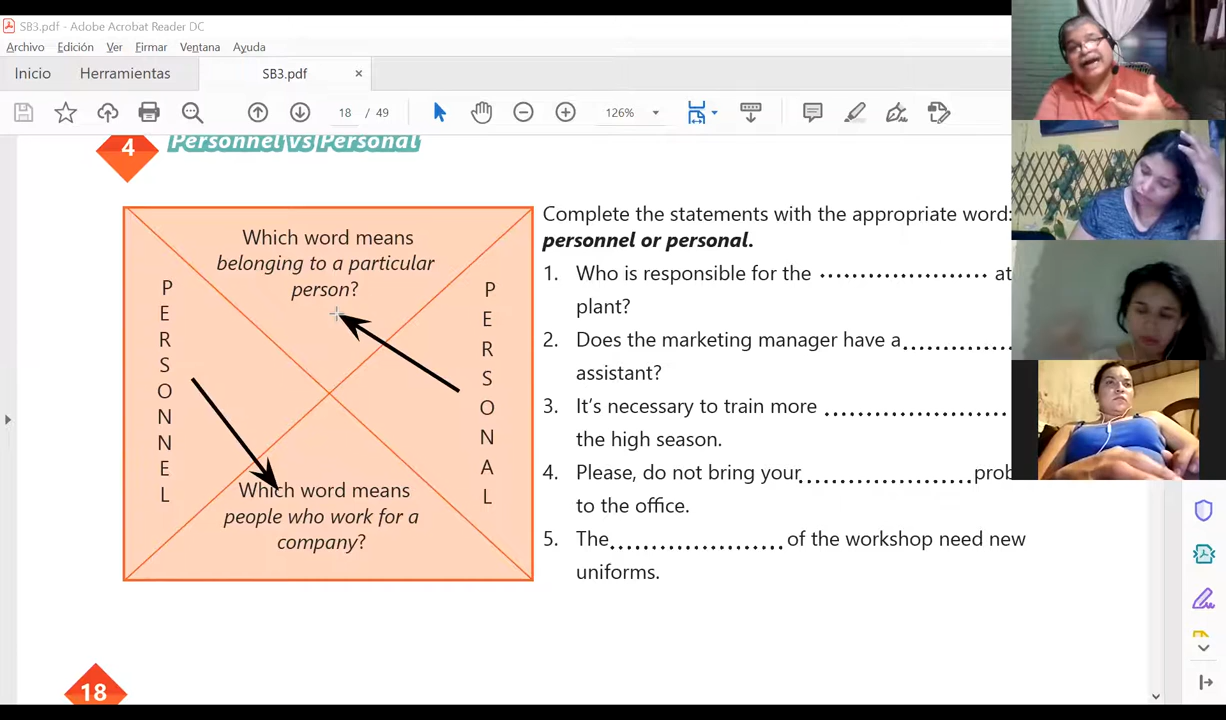 SB3.pdf - Adobe Acrobat Reader DC
Archivo Edición Ver Firmar Ventana Ayuda
Inicio Herramientas SB3.pdf ×
18 / 49 126%
4 Personnel vs Personal
Which word means
belonging to a particular
person?
PERSONNEL
PERSONAL
Which word means
people who work for a
company?
Complete the statements with the appropriate word:
personnel or personal.
1. Who is responsible for the .................... at
plant?
2. Does the marketing manager have a..............
assistant?
3. It's necessary to train more ......................
the high season.
4. Please, do not bring your.....................
to the office.
5. The..................... of the workshop need new
uniforms.
18